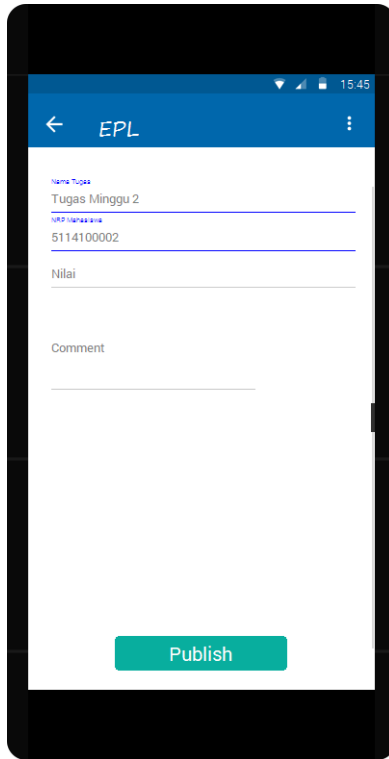 15:45
EPL
Nama Tugas
Tugas Minggu 2
NRP Mahasiswa
5114100002
Nilai
Comment
Publish